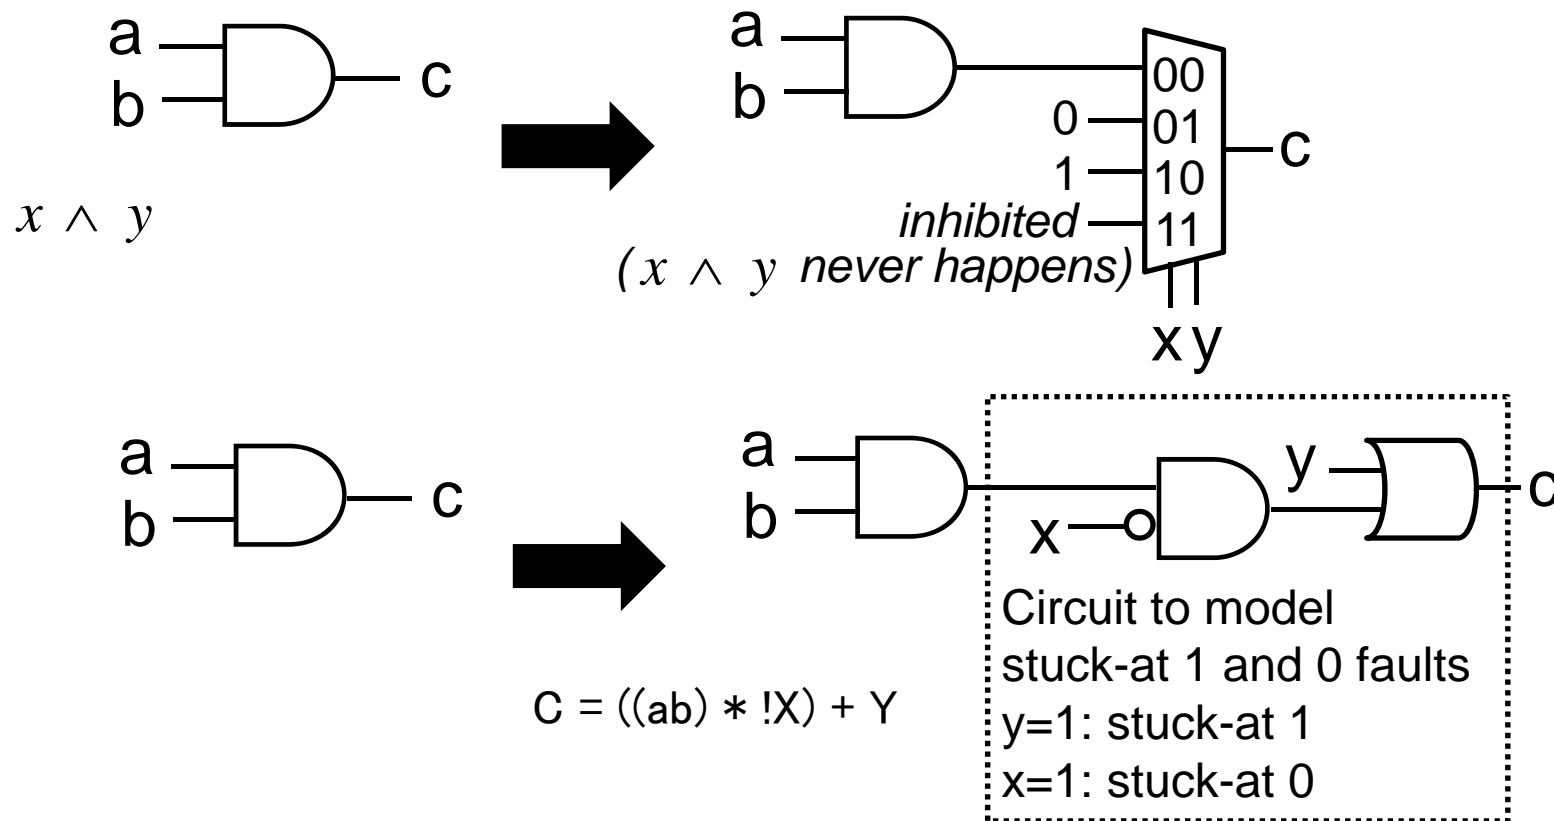 a
b
c
x ∧ y
a
b
00
0
01
1
10
inhibited
11
(x ∧ y never happens)
c
x y
a
b
c
C = ((ab) * !X) + Y
a
b
x
y
c
Circuit to model
stuck-at 1 and 0 faults
y=1: stuck-at 1
x=1: stuck-at 0